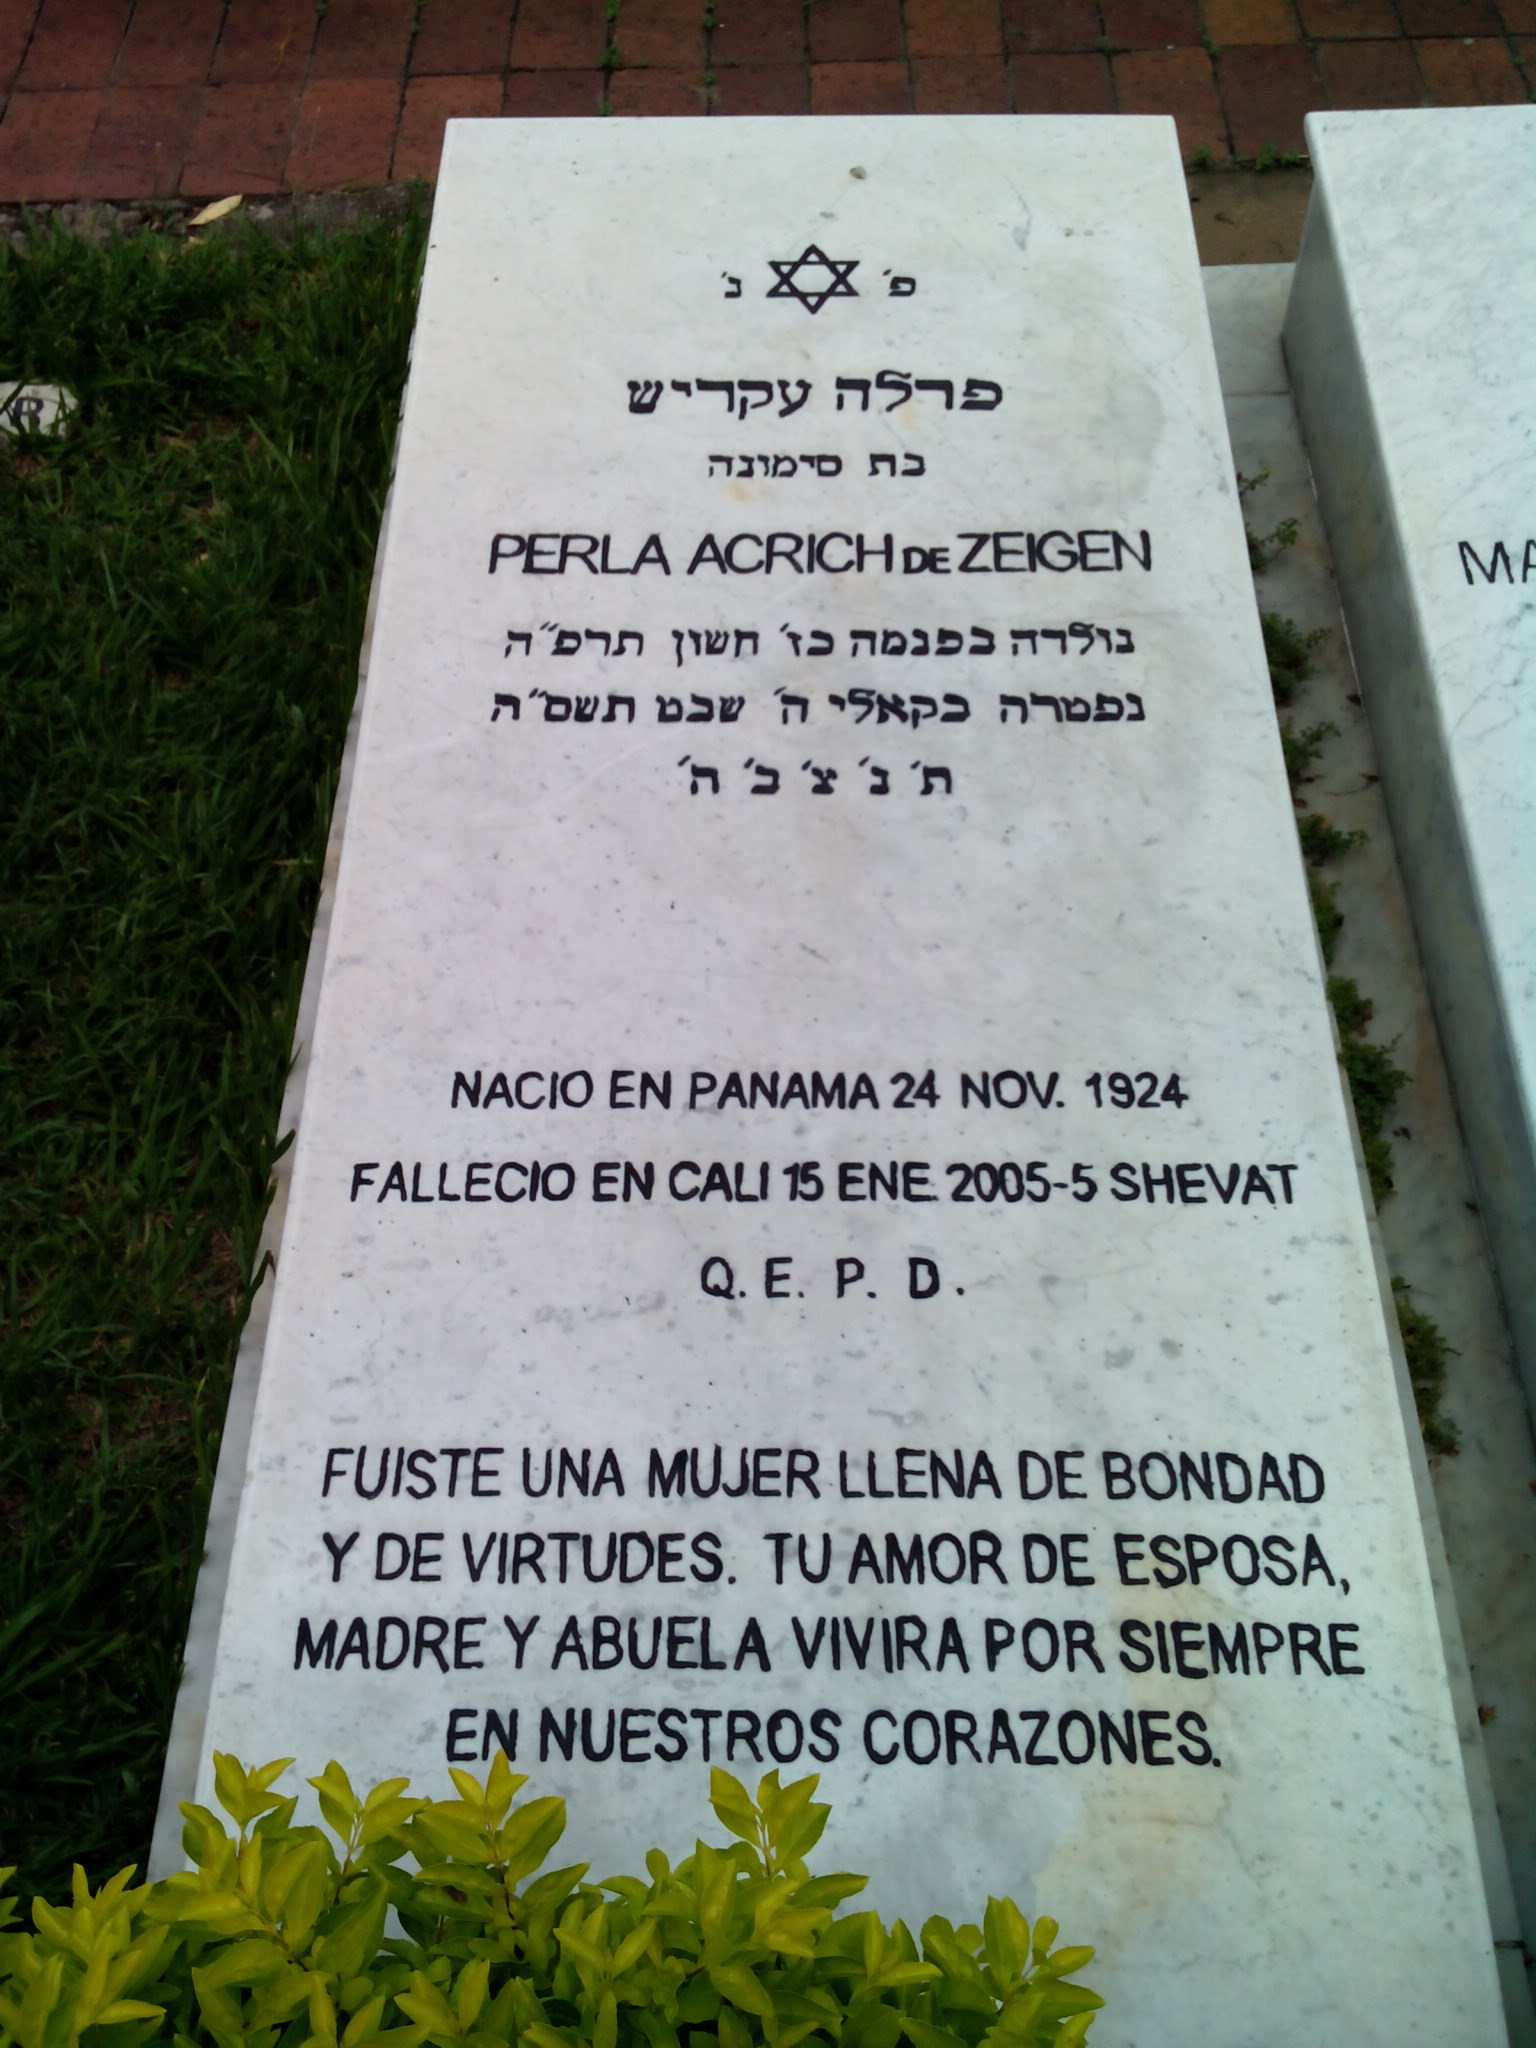 פ׳ נ׳
פרלה עקריש
בת סימונה
PERLA ACRICH DE ZEIGEN
נולדה בפנמה כז׳ חשון תרפ״ה
נפטרה בקאלי ה׳ שבט תשס״ה
ת׳ נ׳ צ׳ ב׳ ה׳
NACIO EN PANAMA 24 NOV. 1924
FALLECIO EN CALI 15 ENE. 2005-5 SHEVAT
Q. E. P. D.
FUISTE UNA MUJER LLENA DE BONDAD
Y DE VIRTUDES. TU AMOR DE ESPOSA,
MADRE Y ABUELA VIVIRA POR SIEMPRE
EN NUESTROS CORAZONES.
MA
R